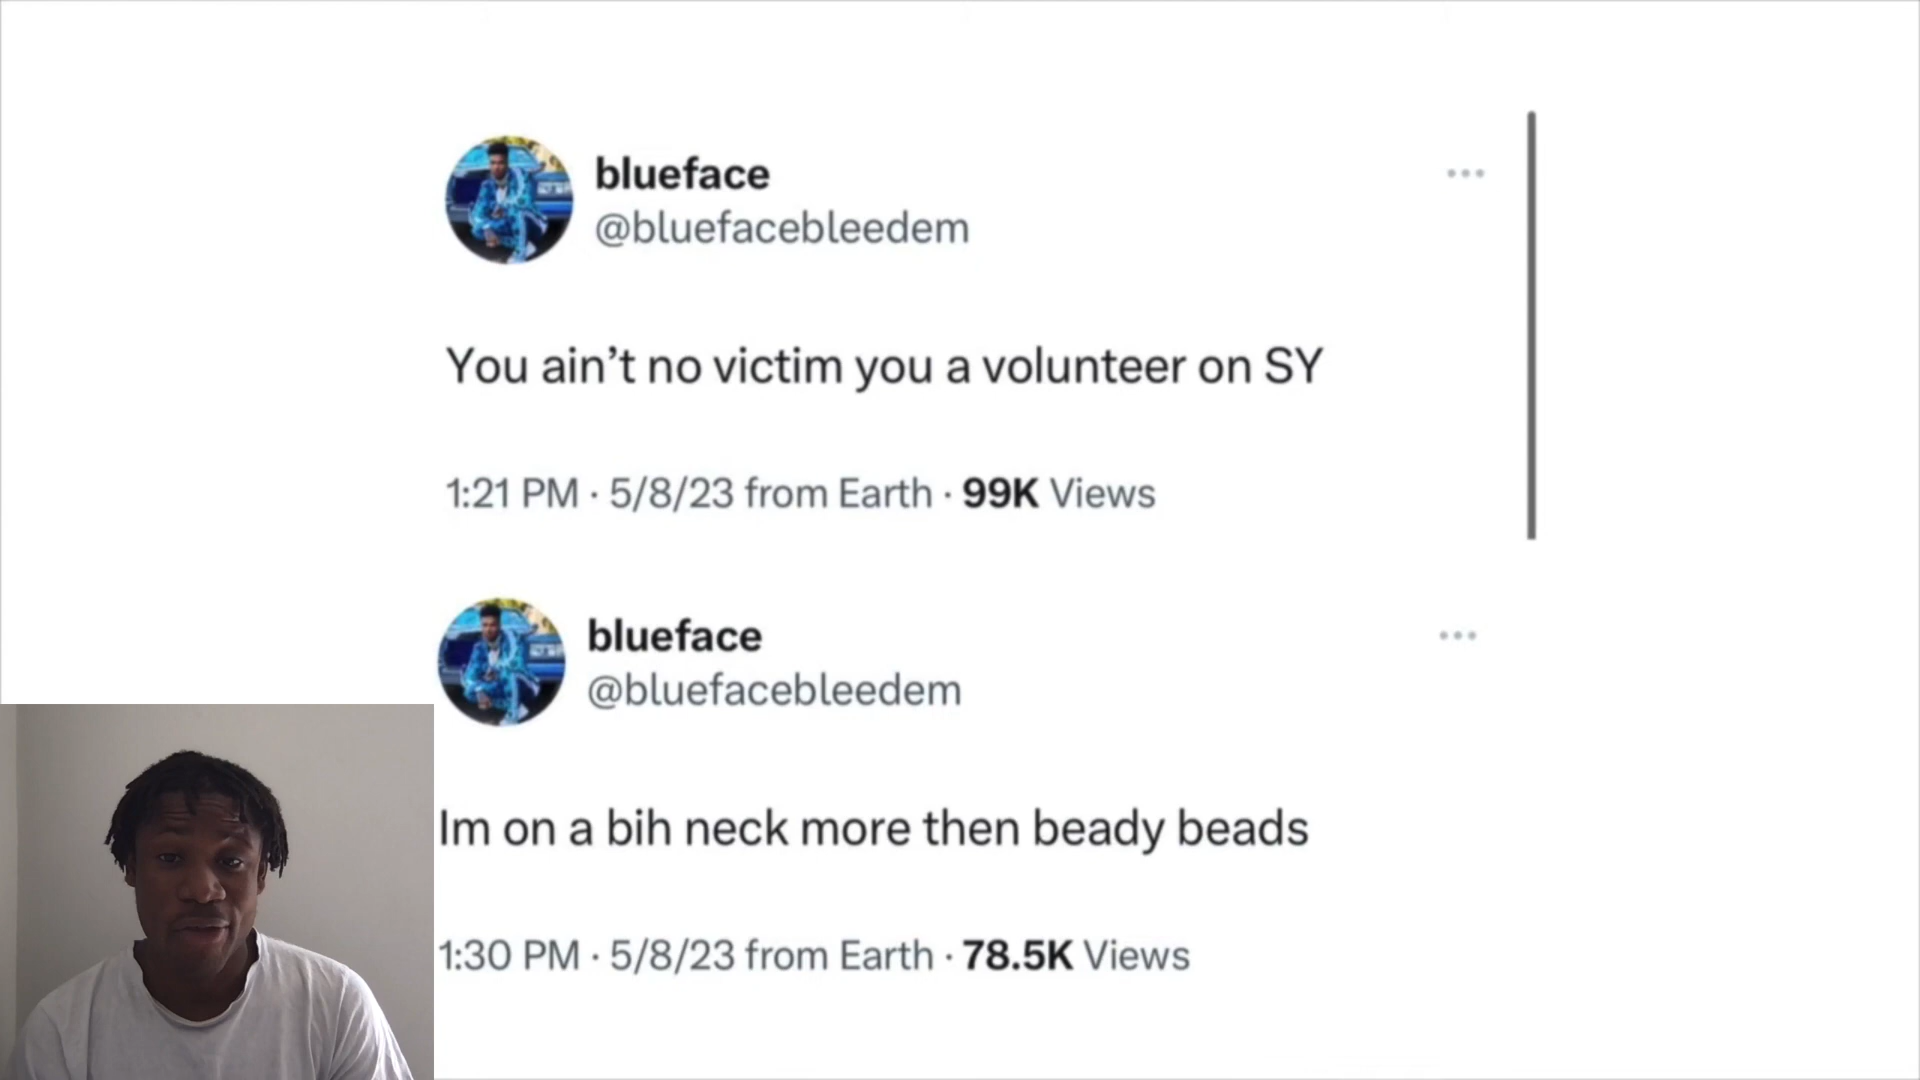 blueface
@bluefacebleedem
You ain’t no victim you a volunteer on SY
1:21 PM · 5/8/23 from Earth · 99K Views
blueface
@bluefacebleedem
Im on a bih neck more then beady beads
1:30 PM · 5/8/23 from Earth · 78.5K Views